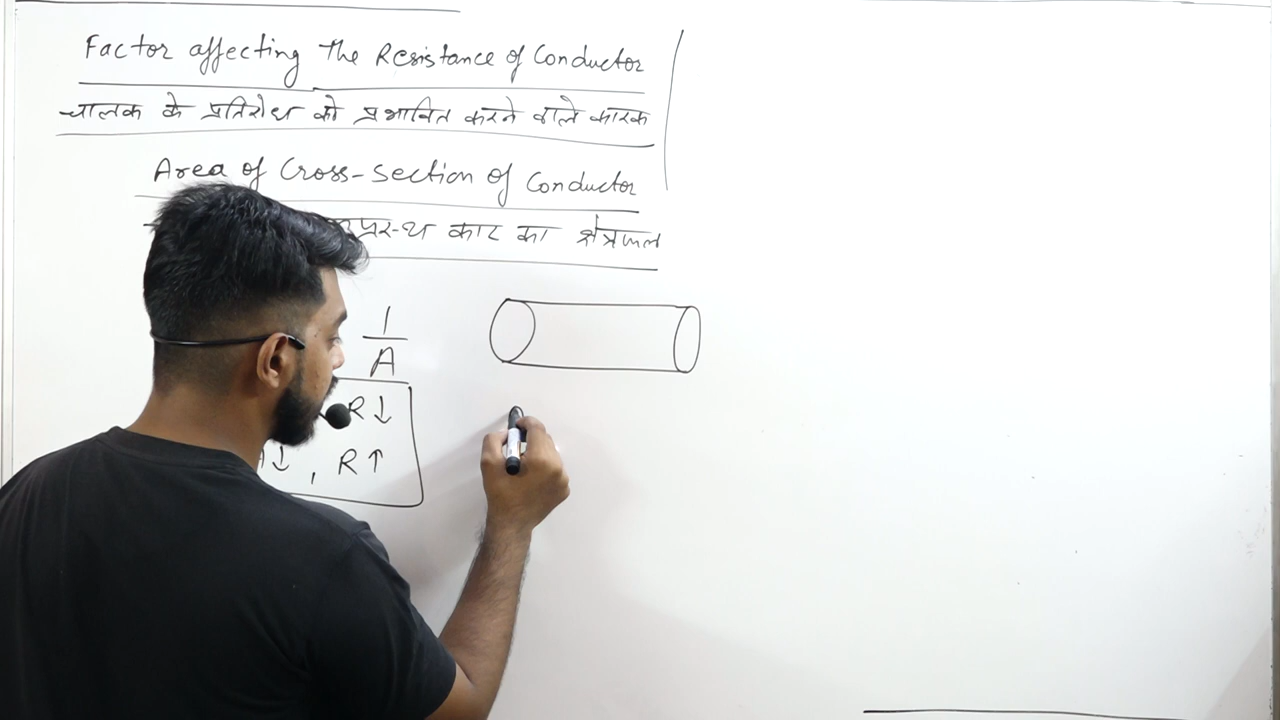 Factor affecting The Resistance of Conductor
चालक के प्रतिरोध को प्रभावित करने वाले कारक
Area of Cross-section of Conductor
काट का क्षेत्रफल
1
A
R↓
↓, R↑